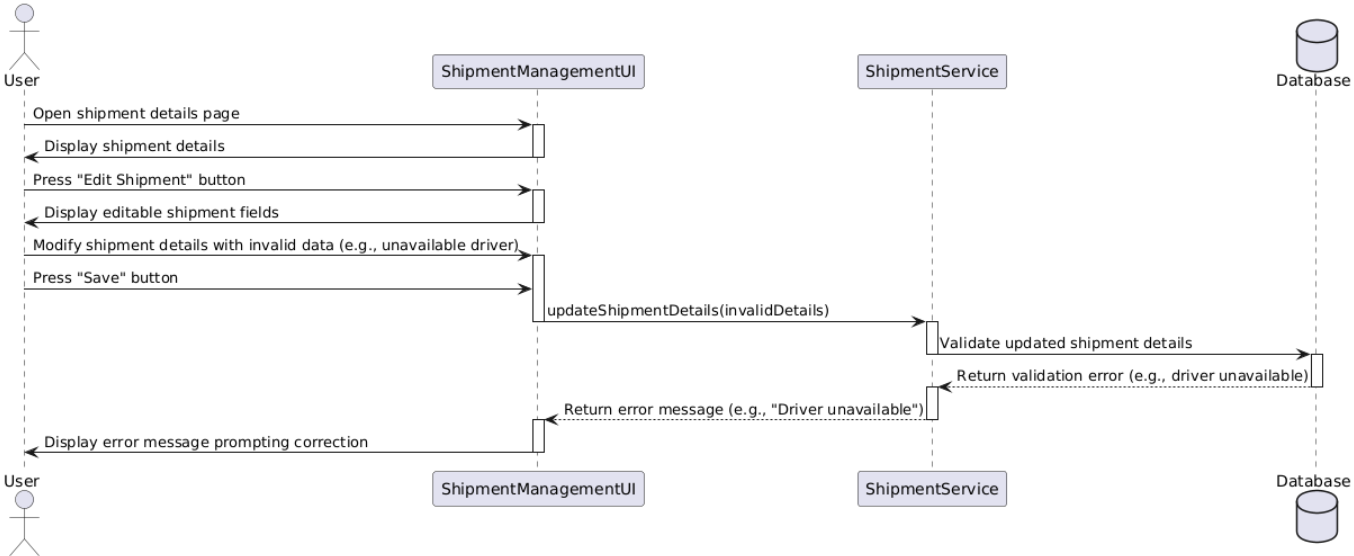 User
ShipmentManagementUI
ShipmentService
Database
Open shipment details page
Display shipment details
Press "Edit Shipment" button
Display editable shipment fields
Modify shipment details with invalid data (e.g., unavailable driver)
Press "Save" button
updateShipmentDetails(invalidDetails)
Validate updated shipment details
Return validation error (e.g., driver unavailable)
Return error message (e.g., "Driver unavailable")
Display error message prompting correction
User
ShipmentManagementUI
ShipmentService
Database